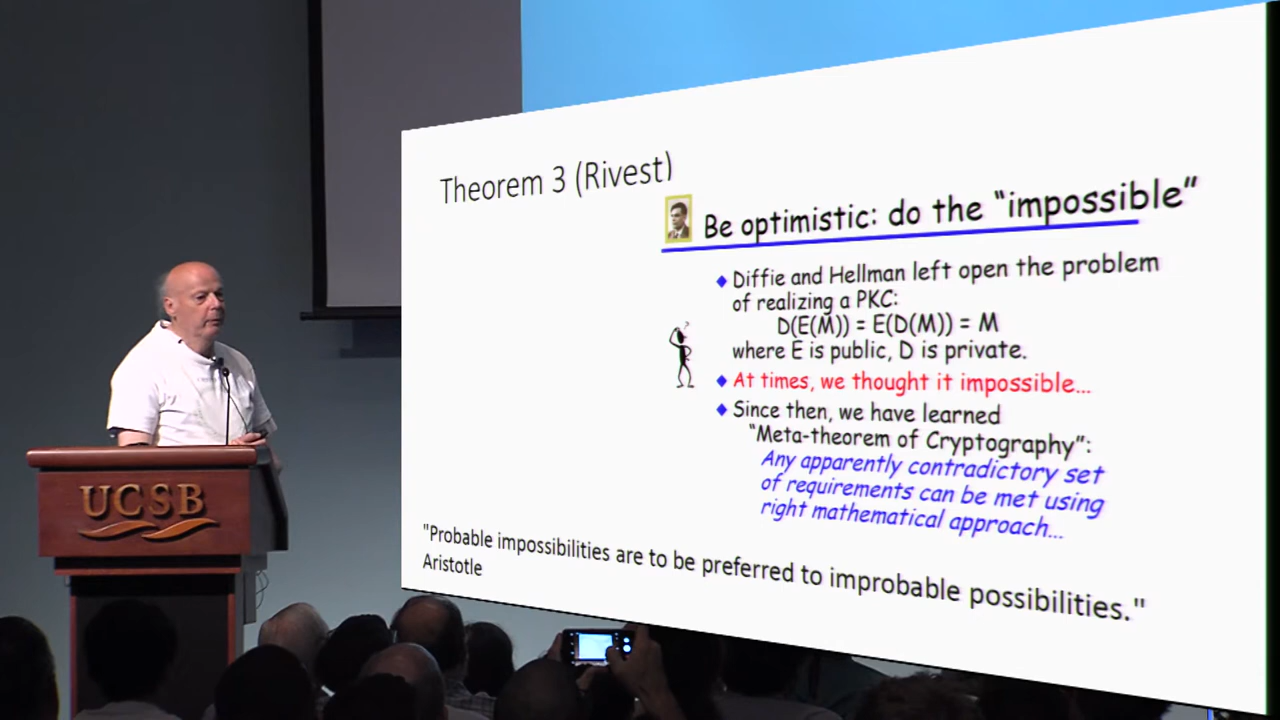 UCSB
Theorem 3 (Rivest)
Be optimistic: do the “impossible”
Diffie and Hellman left open the problem
of realizing a PKC:
D(E(M)) = E(D(M)) = M
where E is public, D is private.
At times, we thought it impossible...
Since then, we have learned
“Meta-theorem of Cryptography”:
Any apparently contradictory set
of requirements can be met using
right mathematical approach...
"Probable impossibilities are to be preferred to improbable possibilities."
Aristotle